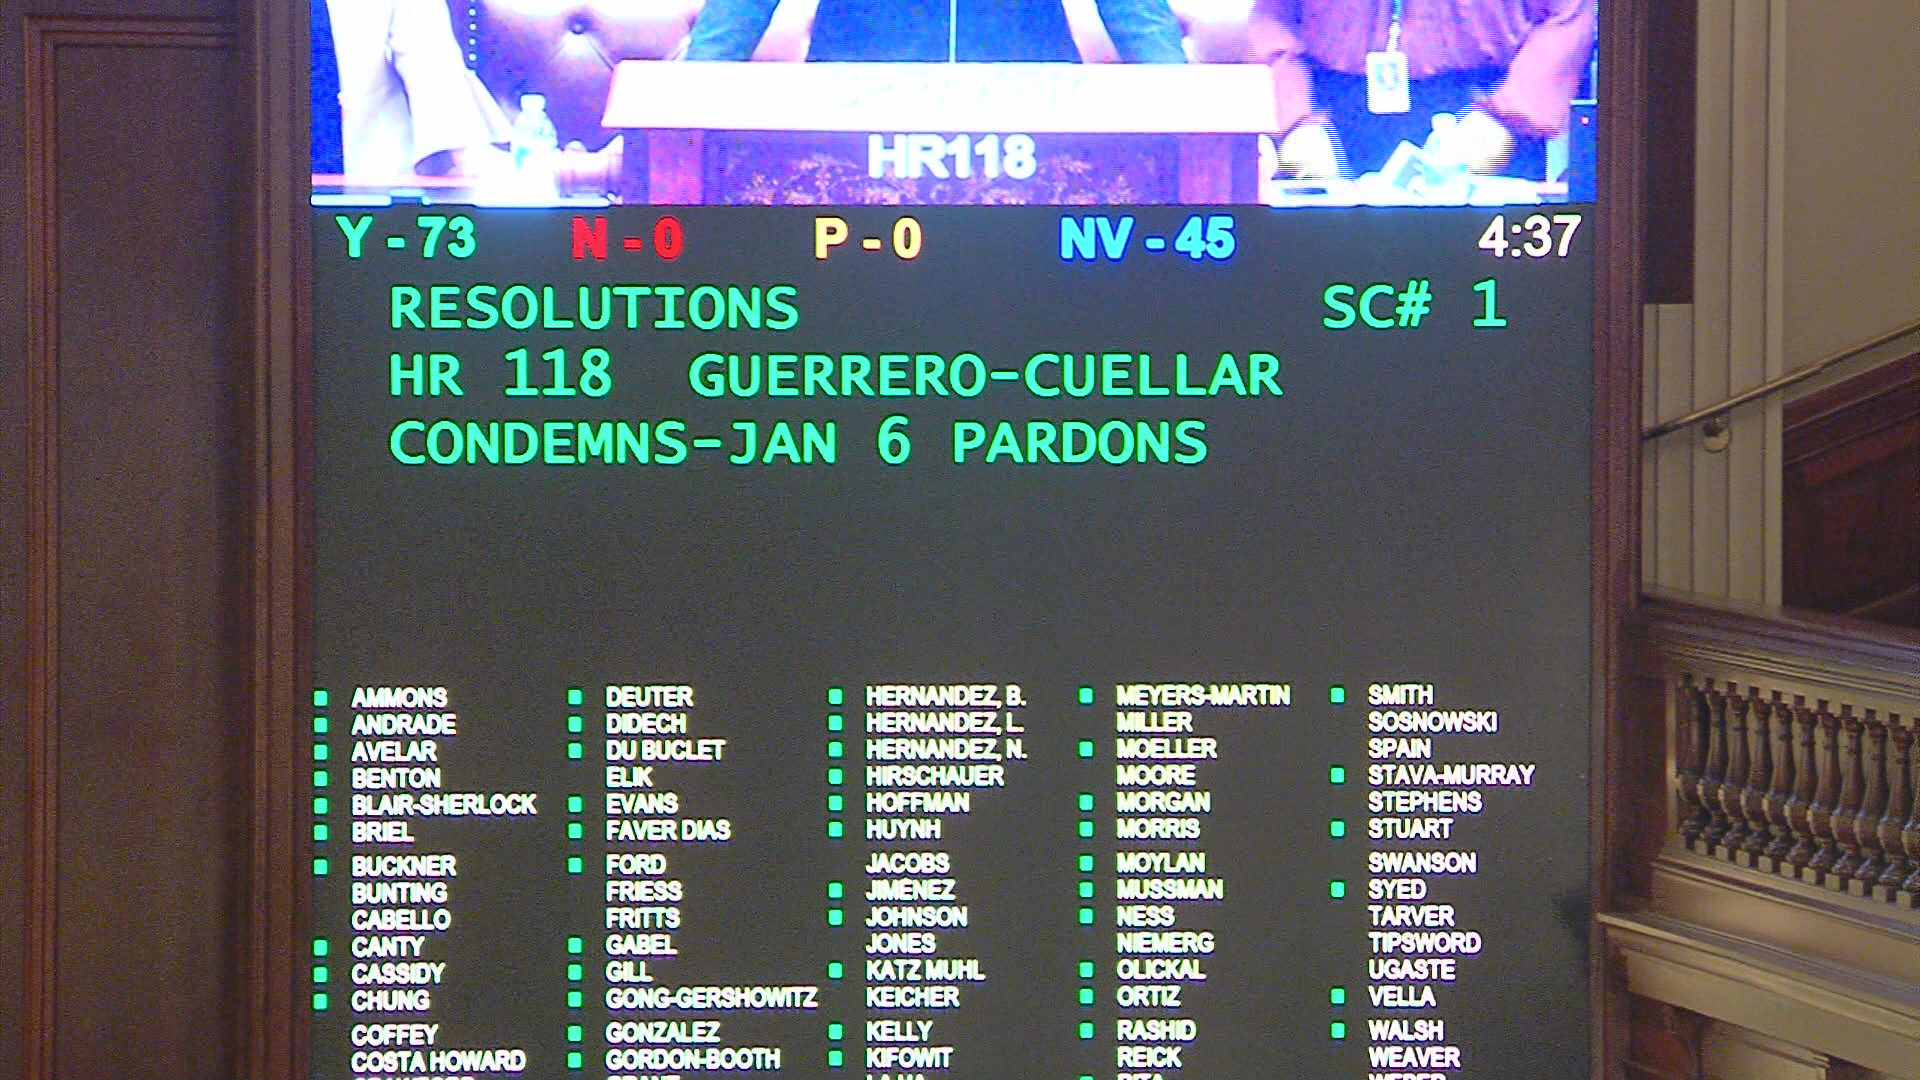 HR118
Y - 73 N - 0 P - 0 NV - 45 4:37
RESOLUTIONS SC# 1
HR 118 GUERRERO-CUELLAR
CONDEMNS-JAN 6 PARDONS
AMMONS DEUTER HERNANDEZ, B. MEYERS-MARTIN SMITH
ANDRADE DIDECH HERNANDEZ, L. MILLER SOSNOWSKI
AVELAR DU BUCLET HERNANDEZ, N. MOELLER SPAIN
BENTON ELIK HIRSCHAUER MOORE STAVA-MURRAY
BLAIR-SHERLOCK EVANS HOFFMAN MORGAN STEPHENS
BRIEL FAVER DIAS HUYNH MORRIS STUART
BUCKNER FORD JACOBS MOYLAN SWANSON
BUNTING FRIESS JIMÉNEZ MUSSMAN SYED
CABELLO FRITTS JOHNSON NESS TARVER
CANTY GABEL JONES NIEMERG TIPSWORD
CASSIDY GILL KATZ MUHL OLICKAL UGASTE
CHUNG GONG-GERSHOWITZ KEICHER ORTIZ VELLA
COFFEY GONZALEZ KELLY RASHID WALSH
COSTA HOWARD GORDON-BOOTH KIFOWIT REICK WEAVER